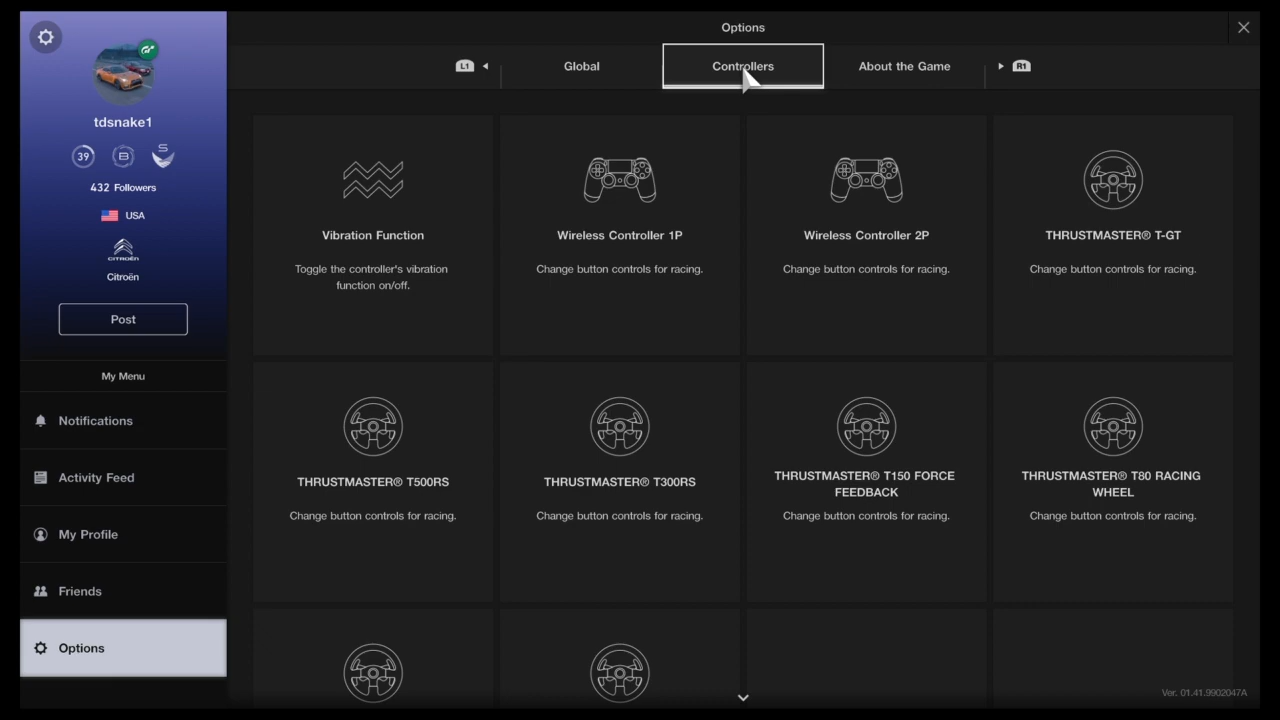 Options
L1
Global
Controllers
About the Game
R1
tdsnake1
39
B
S
432 Followers
USA
CITROËN
Citroën
Post
My Menu
Notifications
Activity Feed
My Profile
Friends
Options
Vibration Function
Toggle the controller's vibration
function on/off.
Wireless Controller 1P
Change button controls for racing.
Wireless Controller 2P
Change button controls for racing.
THRUSTMASTER® T-GT
Change button controls for racing.
THRUSTMASTER® T500RS
Change button controls for racing.
THRUSTMASTER® T300RS
Change button controls for racing.
THRUSTMASTER® T150 FORCE
FEEDBACK
Change button controls for racing.
THRUSTMASTER® T80 RACING
WHEEL
Change button controls for racing.
Ver. 01.41.9902047A